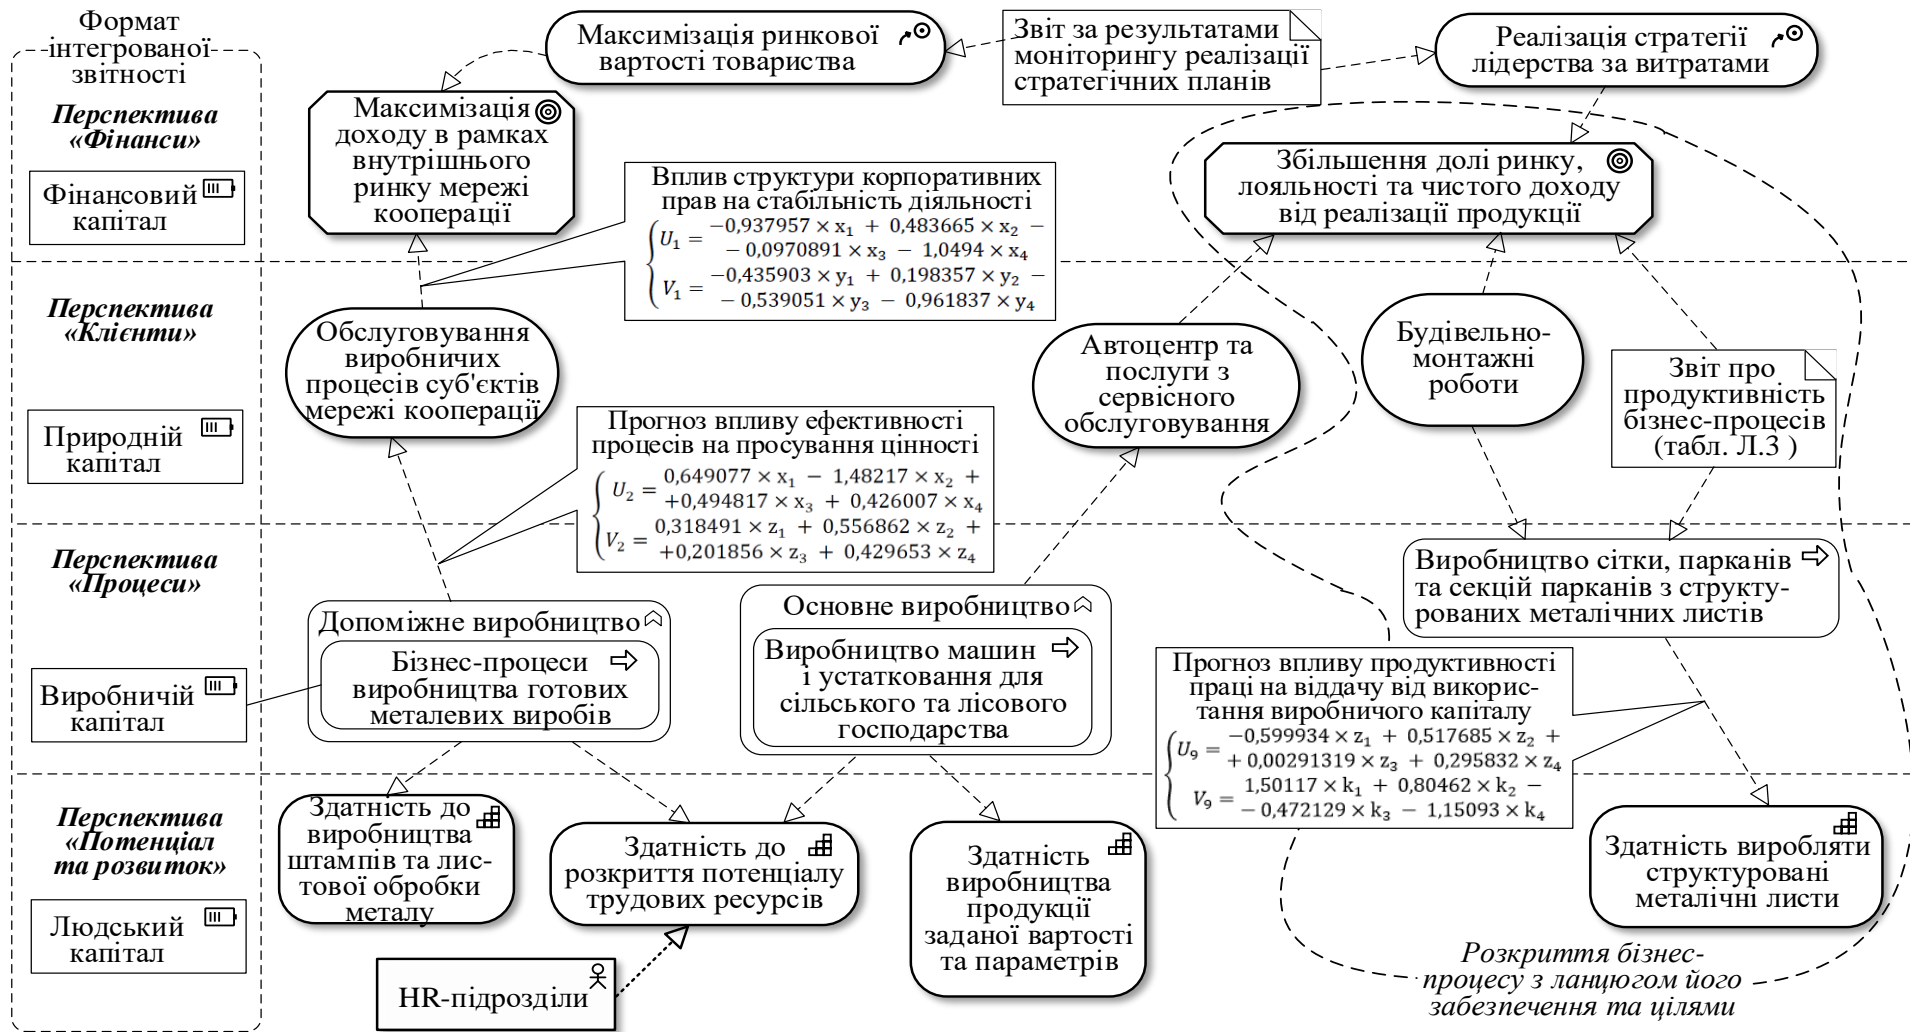 Формат
інтегрованої
звітності
Перспектива
«Фінанси»
Фінансовий
капітал
Перспектива
«Клієнти»
Природній
капітал
Перспектива
«Процеси»
Виробничій
капітал
Перспектива
«Потенціал
та розвиток»
Людський
капітал
Максимізація ринкової
вартості товариства
Звіт за результатами
моніторингу реалізації
стратегічних планів
Реалізація стратегії
лідерства за витратами
Максимізація
доходу в рамках
внутрішнього
ринку мережі
кооперації
Вплив структури корпоративних
прав на стабільність діяльності
U₁ = −0,937957 × x₁ + 0,483665 × x₂ −
− 0,0970891 × x₃ − 1,0494 × x₄
V₁ = −0,435903 × y₁ + 0,198357 × y₂ −
− 0,539051 × y₃ − 0,961837 × y₄
Збільшення долі ринку,
лояльності та чистого доходу
від реалізації продукції
Обслуговування
виробничих
процесів суб'єктів
мережі кооперації
Автоцентр та
послуги з
сервісного
обслуговування
Будівельно-
монтажні
роботи
Звіт про
продуктивність
бізнес-процесів
(табл. Л.3 )
Прогноз впливу ефективності
процесів на просування цінності
U₂ = 0,649077 × x₁ − 1,48217 × x₂ +
+0,494817 × x₃ + 0,426007 × x₄
V₂ = 0,318491 × z₁ + 0,556862 × z₂ +
+0,201856 × z₃ + 0,429653 × z₄
Допоміжне виробництво
Бізнес-процеси
виробництва готових
металевих виробів
Основне виробництво
Виробництво машин
і устатковання для
сільського та лісового
господарства
Виробництво сітки, парканів
та секцій парканів з структу-
рованих металічних листів
Прогноз впливу продуктивності
праці на віддачу від викорис-
тання виробничого капіталу
U₉ = −0,599934 × z₁ + 0,517685 × z₂ +
+ 0,00291319 × z₃ + 0,295832 × z₄
V₉ = 1,50117 × k₁ + 0,80462 × k₂ −
− 0,472129 × k₃ − 1,15093 × k₄
Здатність до
виробництва
штампів та лис-
тової обробки
металу
Здатність до
розкриття потенціалу
трудових ресурсів
Здатність
виробництва
продукції
заданої вартості
та параметрів
Здатність виробляти
структуровані
металічні листи
HR-підрозділи
Розкриття бізнес-
процесу з ланцюгом його
забезпечення та цілями